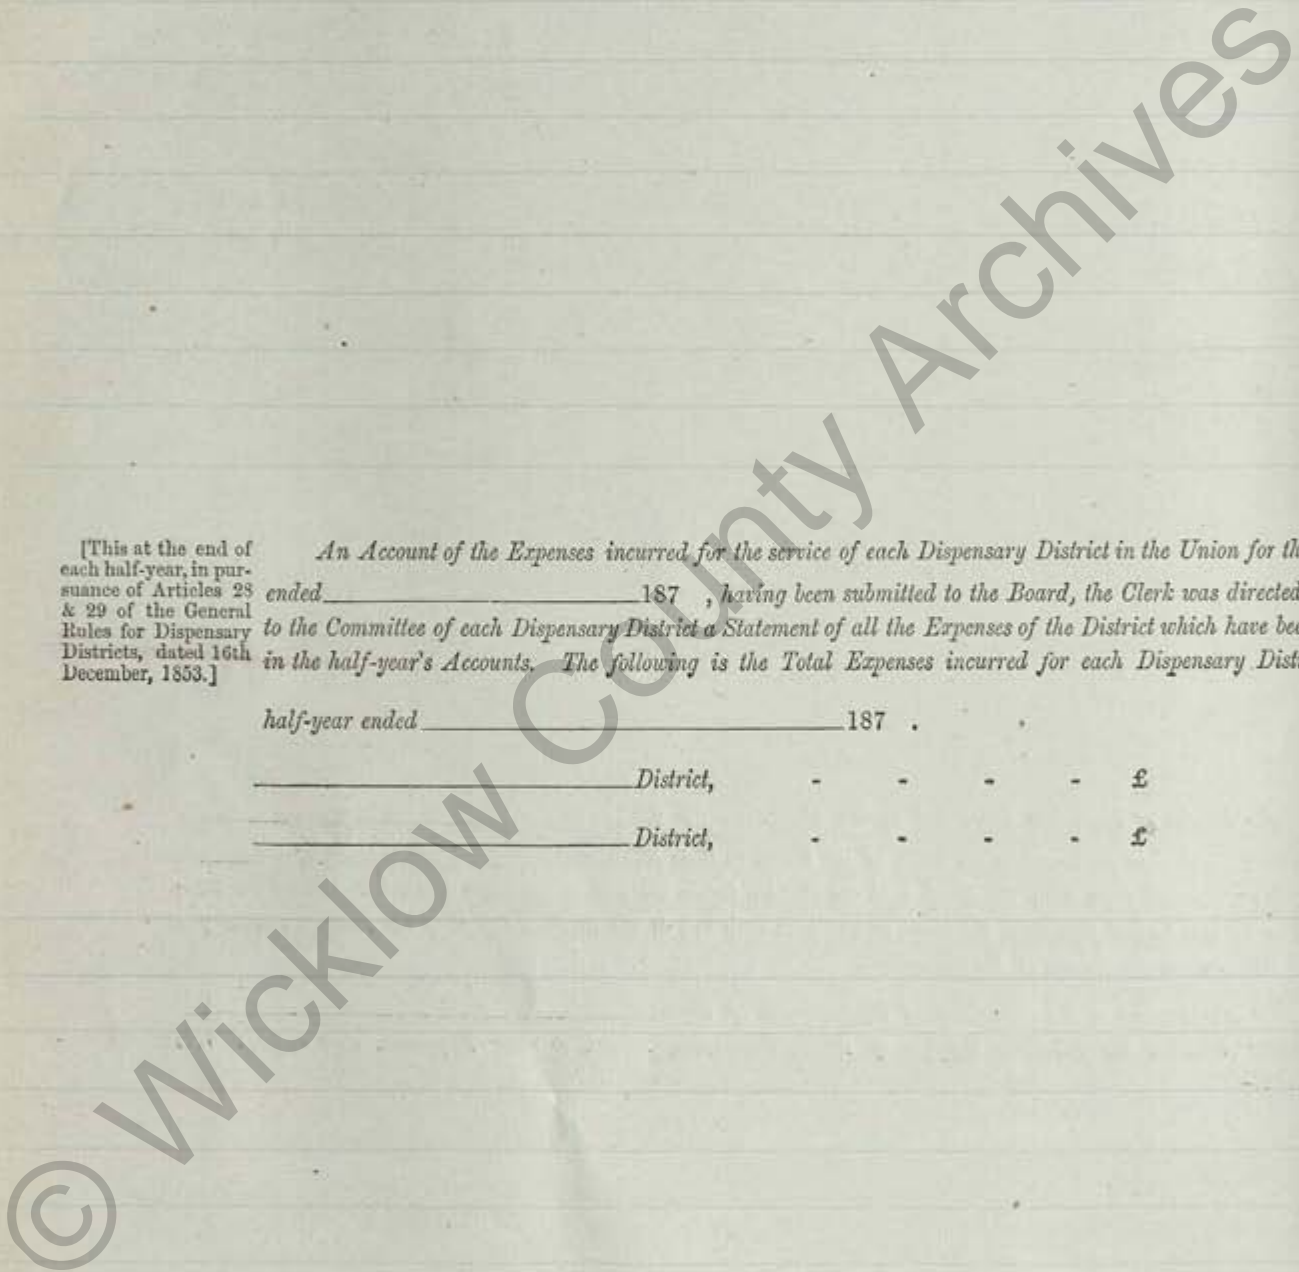 [This at the end of
each half-year, in pur-
suance of Articles 28
& 29 of the General
Rules for Dispensary
Districts, dated 16th
December, 1853.]
An Account of the Expenses incurred for the service of each Dispensary District in the Union for th
ended 187 , having been submitted to the Board, the Clerk was directed
to the Committee of each Dispensary District a Statement of all the Expenses of the District which have bee
in the half-year's Accounts. The following is the Total Expenses incurred for each Dispensary Dist
half-year ended 187 .
District, - - - - £
District, - - - - £
© Wicklow County Archives